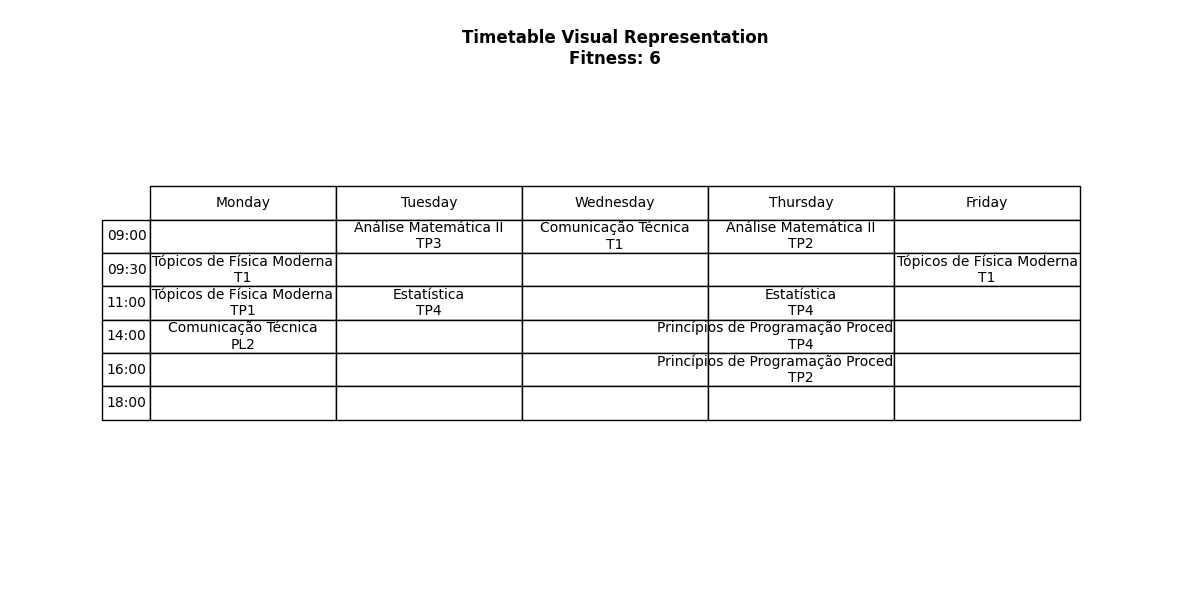 Timetable Visual Representation
Fitness: 6
Monday Tuesday Wednesday Thursday Friday
09:00 Análise Matemática II Comunicação Técnica Análise Matemática II
TP3 T1 TP2
09:30 Tópicos de Física Moderna Tópicos de Física Moderna
T1 T1
11:00 Tópicos de Física Moderna Estatística Estatística
TP1 TP4 TP4
14:00 Comunicação Técnica Princípios de Programação Proced
PL2 TP4
16:00 Princípios de Programação Proced
TP2
18:00